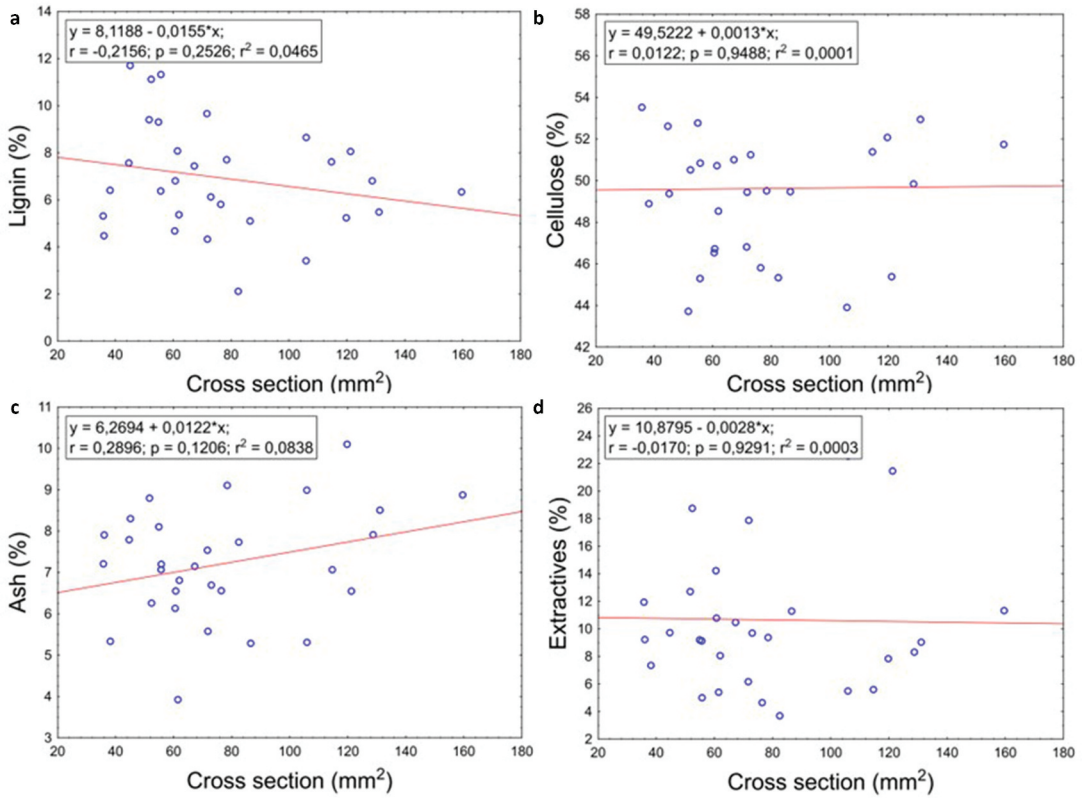 a
y = 8,1188 - 0,0155*x;
r = -0,2156; p = 0,2526; r² = 0,0465
14
12
10
8
6
4
2
0
Lignin (%)
20 40 60 80 100 120 140 160 180
Cross section (mm²)
b
y = 49,5222 + 0,0013*x;
r = 0,0122; p = 0,9488; r² = 0,0001
58
56
54
52
50
48
46
44
42
Cellulose (%)
20 40 60 80 100 120 140 160 180
Cross section (mm²)
c
y = 6,2694 + 0,0122*x;
r = 0,2896; p = 0,1206; r² = 0,0838
11
10
9
8
7
6
5
4
3
Ash (%)
20 40 60 80 100 120 140 160 180
Cross section (mm²)
d
y = 10,8795 - 0,0028*x;
r = -0,0170; p = 0,9291; r² = 0,0003
26
24
22
20
18
16
14
12
10
8
6
4
2
Extractives (%)
20 40 60 80 100 120 140 160 180
Cross section (mm²)